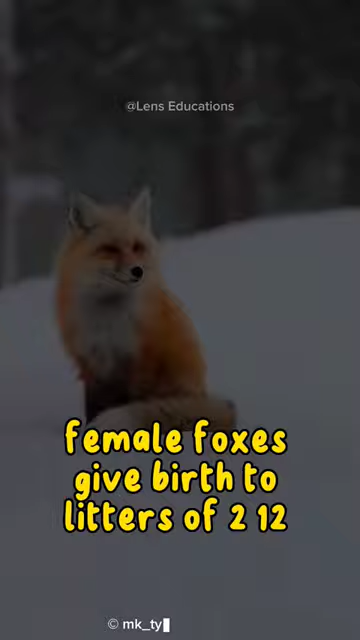 @Lens Educations
female foxes
give birth to
litters of 2 12
© mk_ty